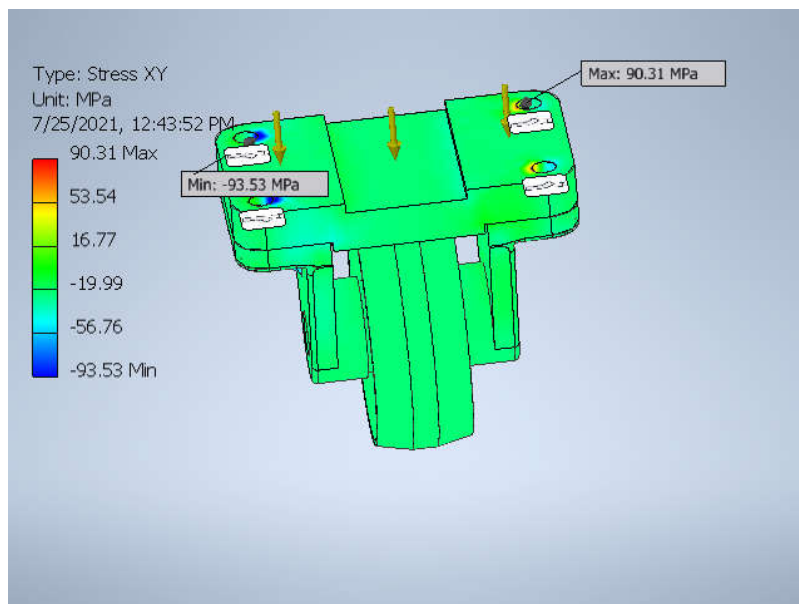 Type: Stress XY
Unit: MPa
7/25/2021, 12:43:52 PM
90.31 Max
53.54
16.77
-19.99
-56.76
-93.53 Min
Max: 90.31 MPa
Min: -93.53 MPa